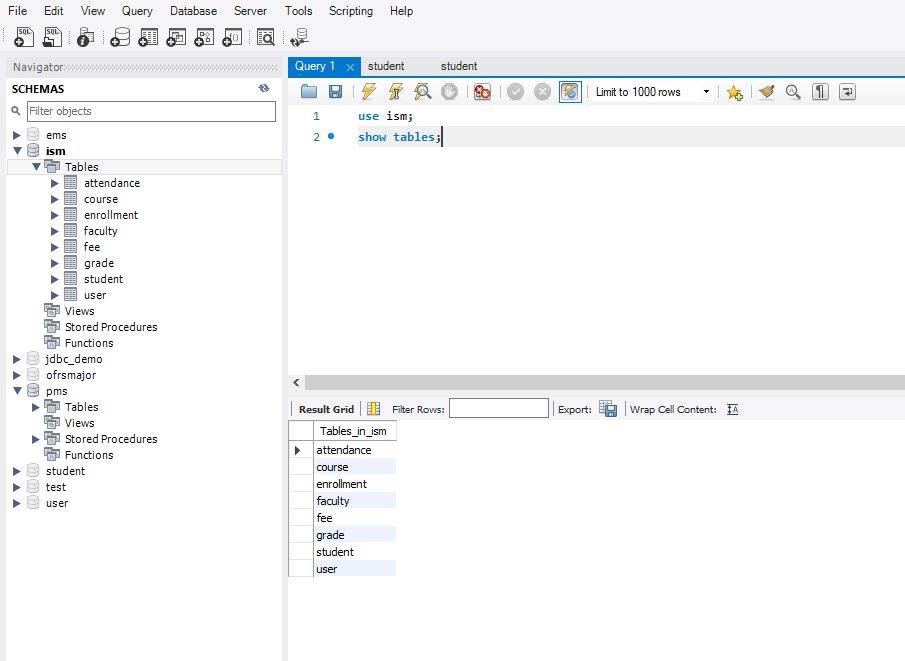 File Edit View Query Database Server Tools Scripting Help
SQL SQL
Navigator
SCHEMAS
Filter objects
ems
ism
Tables
attendance
course
enrollment
faculty
fee
grade
student
user
Views
Stored Procedures
Functions
jdbc_demo
ofrsmajor
pms
Tables
Views
Stored Procedures
Functions
student
test
user
Query 1 student student
Limit to 1000 rows
1 use ism;
2 show tables;
Result Grid Filter Rows: Export: Wrap Cell Content: IA
Tables_in_ism
attendance
course
enrollment
faculty
fee
grade
student
user